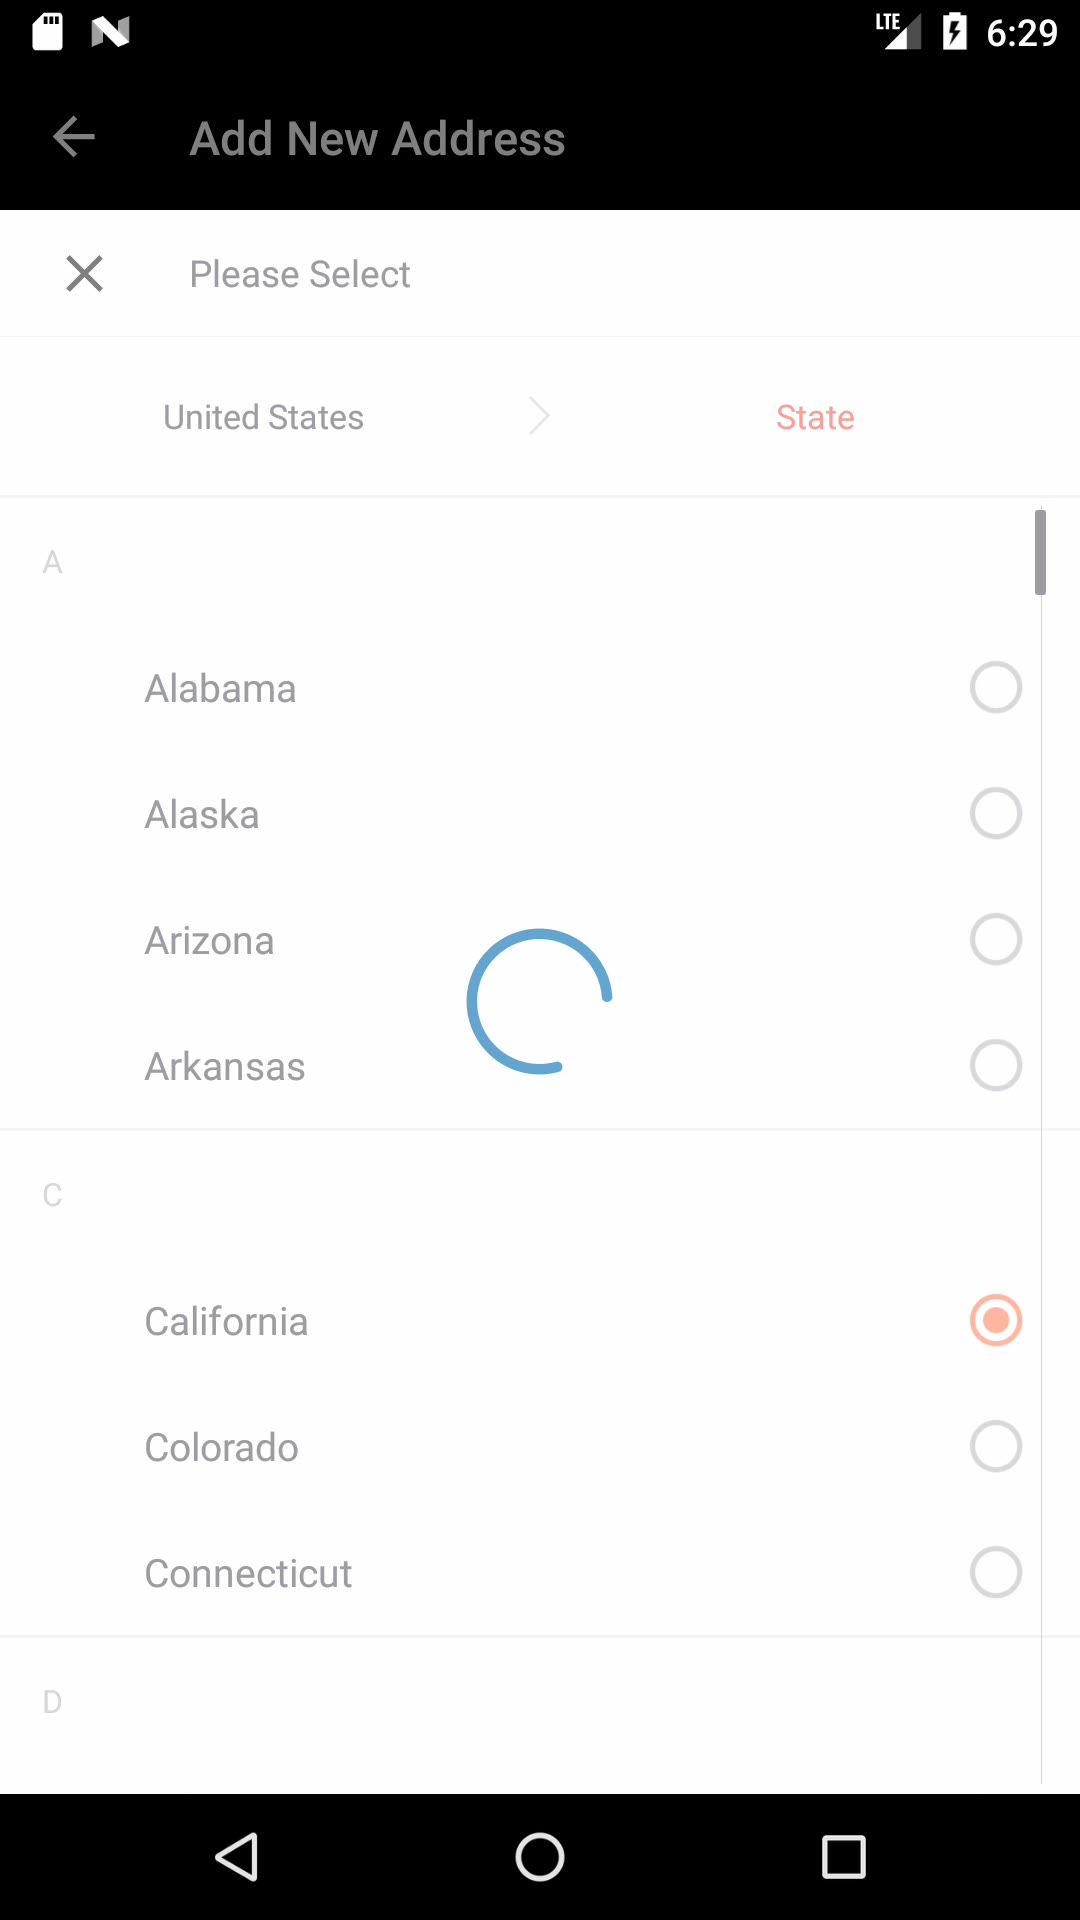 LTE 6:29
Add New Address
Please Select
United States
State
A
Alabama
Alaska
Arizona
Arkansas
C
California
Colorado
Connecticut
D